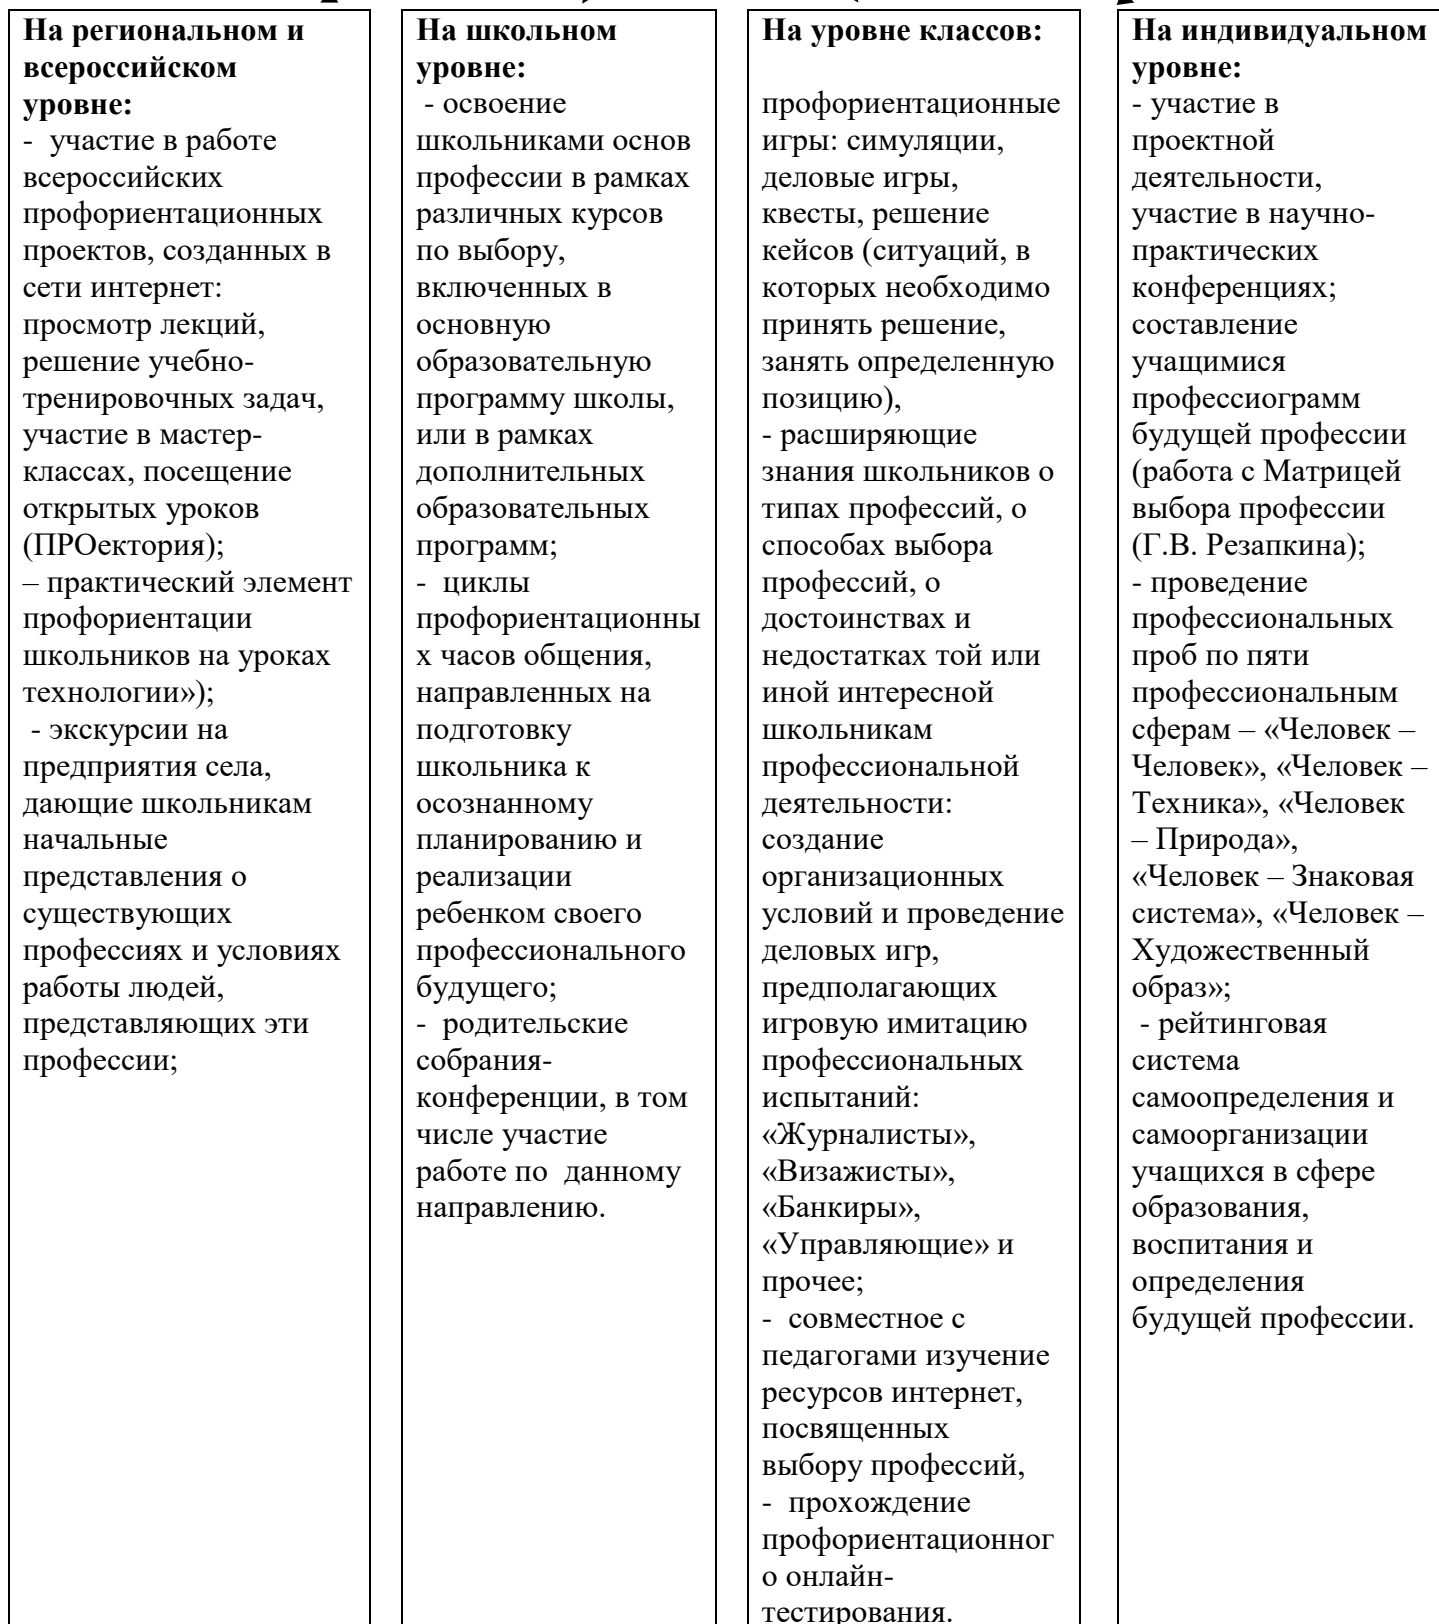 На региональном и
всероссийском
уровне:
-  участие в работе
всероссийских
профориентационных
проектов, созданных в
сети интернет:
просмотр лекций,
решение учебно-
тренировочных задач,
участие в мастер-
классах, посещение
открытых уроков
(ПРОектория);
– практический элемент
профориентации
школьников на уроках
технологии»);
- экскурсии на
предприятия села,
дающие школьникам
начальные
представления о
существующих
профессиях и условиях
работы людей,
представляющих эти
профессии;
На школьном
уровне:
- освоение
школьниками основ
профессии в рамках
различных курсов
по выбору,
включенных в
основную
образовательную
программу школы,
или в рамках
дополнительных
образовательных
программ;
-  циклы
профориентационны
х часов общения,
направленных на
подготовку
школьника к
осознанному
планированию и
реализации
ребенком своего
профессионального
будущего;
-  родительские
собрания-
конференции, в том
числе участие
работе по  данному
направлению.
На уровне классов:
профориентационные
игры: симуляции,
деловые игры,
квесты, решение
кейсов (ситуаций, в
которых необходимо
принять решение,
занять определенную
позицию),
- расширяющие
знания школьников о
типах профессий, о
способах выбора
профессий, о
достоинствах и
недостатках той или
иной интересной
школьникам
профессиональной
деятельности:
создание
организационных
условий и проведение
деловых игр,
предполагающих
игровую имитацию
профессиональных
испытаний:
«Журналисты»,
«Визажисты»,
«Банкиры»,
«Управляющие» и
прочее;
-  совместное с
педагогами изучение
ресурсов интернет,
посвященных
выбору профессий,
-  прохождение
профориентационног
о онлайн-
тестирования.
На индивидуальном
уровне:
- участие в
проектной
деятельности,
участие в научно-
практических
конференциях;
составление
учащимися
профессиограмм
будущей профессии
(работа с Матрицей
выбора профессии
(Г.В. Резапкина);
- проведение
профессиональных
проб по пяти
профессиональным
сферам – «Человек –
Человек», «Человек –
Техника», «Человек
– Природа»,
«Человек – Знаковая
система», «Человек –
Художественный
образ»;
- рейтинговая
система
самоопределения и
самоорганизации
учащихся в сфере
образования,
воспитания и
определения
будущей профессии.